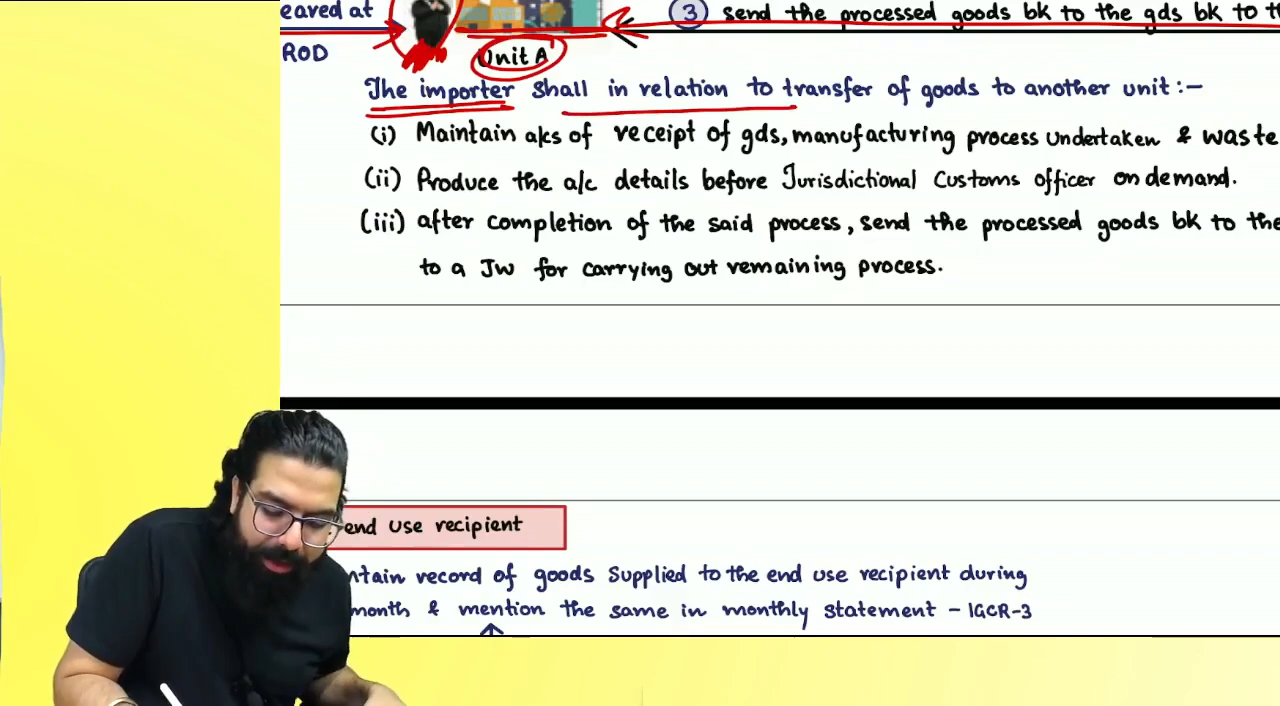 eared at
3 send the processed goods bk to the gds bk to th
ROD
Unit A
The importer shall in relation to transfer of goods to another unit:-
(i) Maintain aks of receipt of gds, manufacturing process undertaken & waste
(ii) Produce the a/c details before Jurisdictional Customs officer on demand.
(iii) after completion of the said process, send the processed goods bk to the
to a JW for carrying out remaining process.
end use recipient
ntain record of goods supplied to the end use recipient during
month & mention the same in monthly statement - IGCR-3